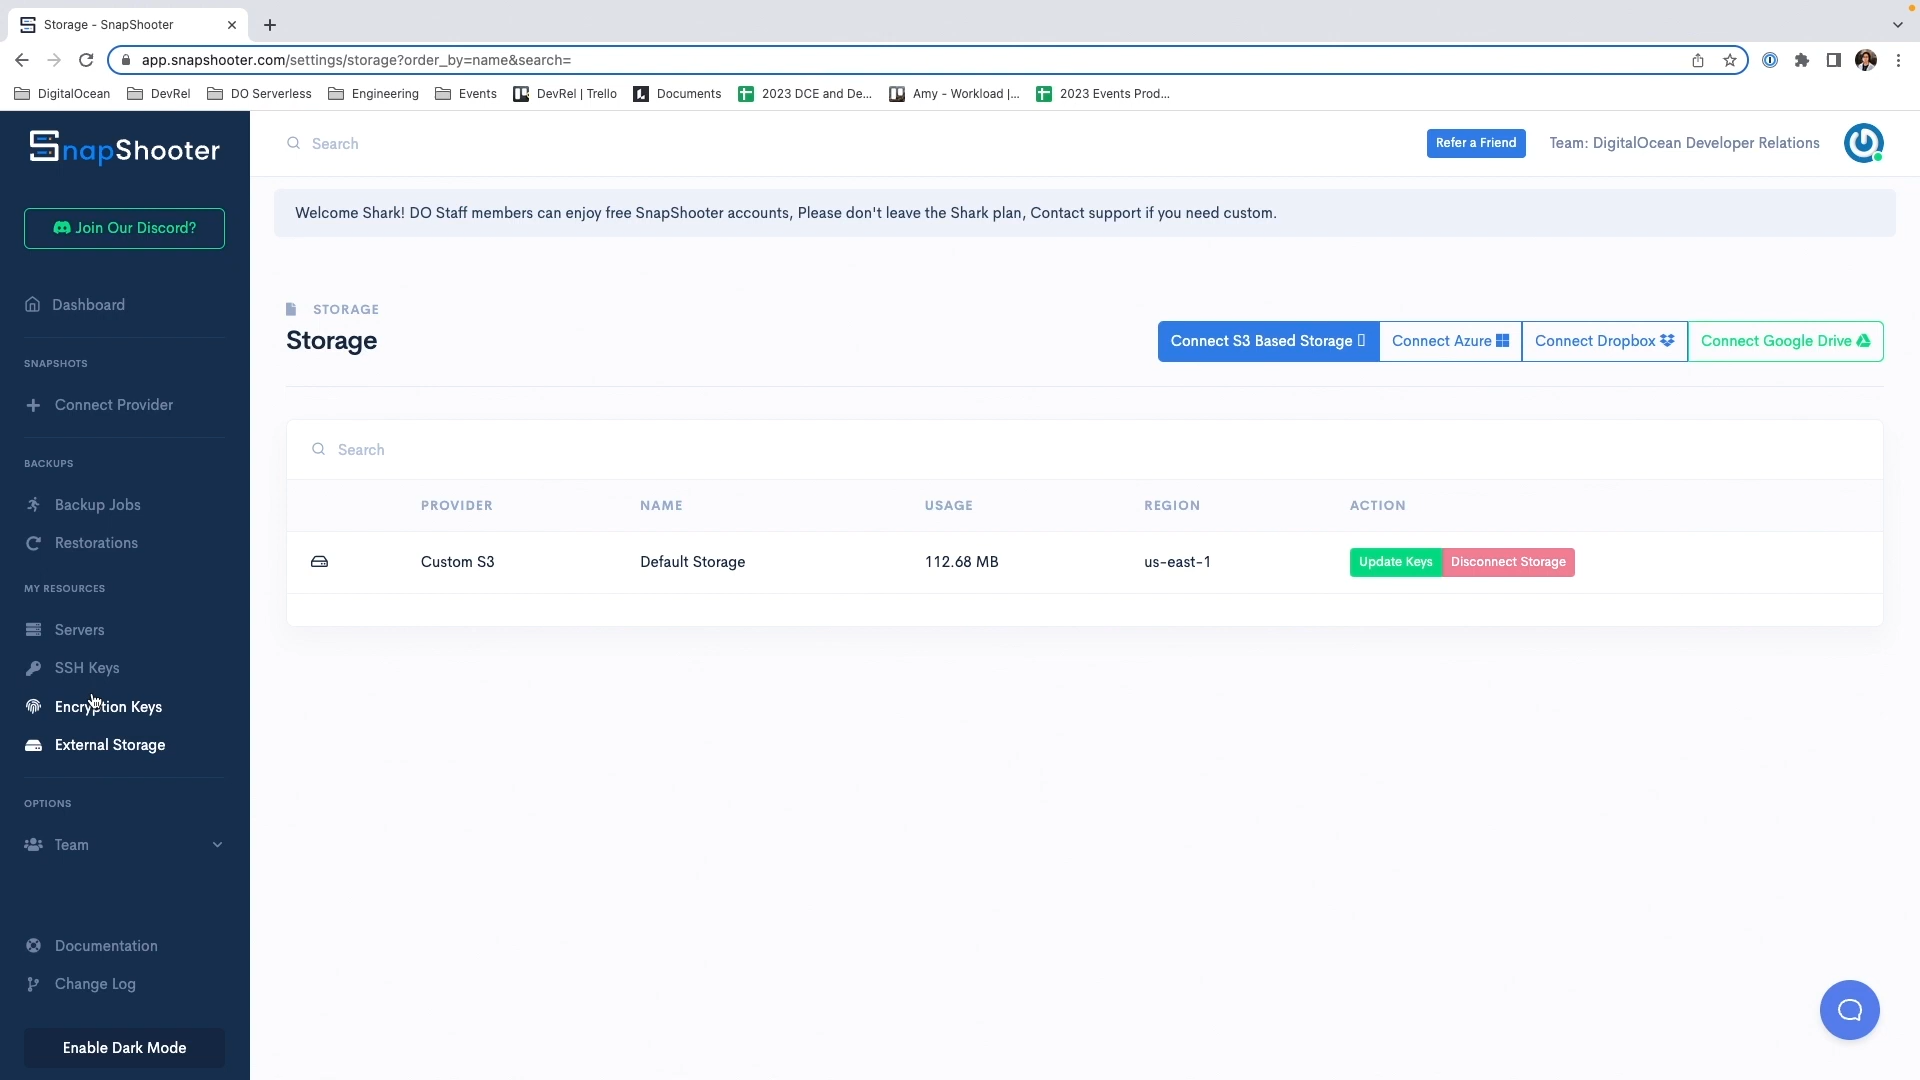 Storage - SnapShooter
app.snapshooter.com/settings/storage?order_by=name&search=
DigitalOcean
DevRel
DO Serverless
Engineering
Events
DevRel | Trello
Documents
2023 DCE and De...
Amy - Workload |...
2023 Events Prod...
SnapShooter
Search
Refer a Friend
Team: DigitalOcean Developer Relations
Join Our Discord?
Welcome Shark! DO Staff members can enjoy free SnapShooter accounts, Please don't leave the Shark plan, Contact support if you need custom.
Dashboard
SNAPSHOTS
Connect Provider
BACKUPS
Backup Jobs
Restorations
MY RESOURCES
Servers
SSH Keys
Encryption Keys
External Storage
OPTIONS
Team
Documentation
Change Log
Enable Dark Mode
STORAGE
Storage
Connect S3 Based Storage
Connect Azure
Connect Dropbox
Connect Google Drive
Search
PROVIDER NAME USAGE REGION ACTION
Custom S3 Default Storage 112.68 MB us-east-1 Update Keys Disconnect Storage